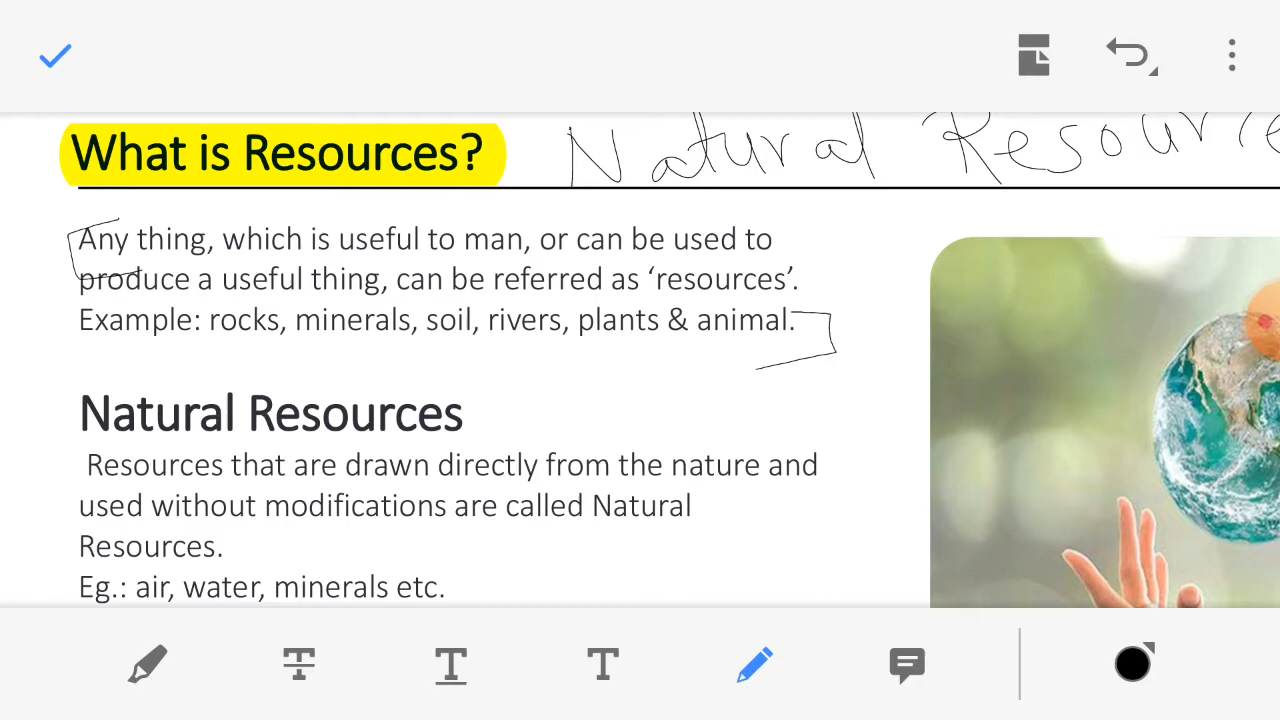 What is Resources? Natural Resource
Any thing, which is useful to man, or can be used to
produce a useful thing, can be referred as ‘resources’.
Example: rocks, minerals, soil, rivers, plants & animal.
Natural Resources
Resources that are drawn directly from the nature and
used without modifications are called Natural
Resources.
Eg.: air, water, minerals etc.